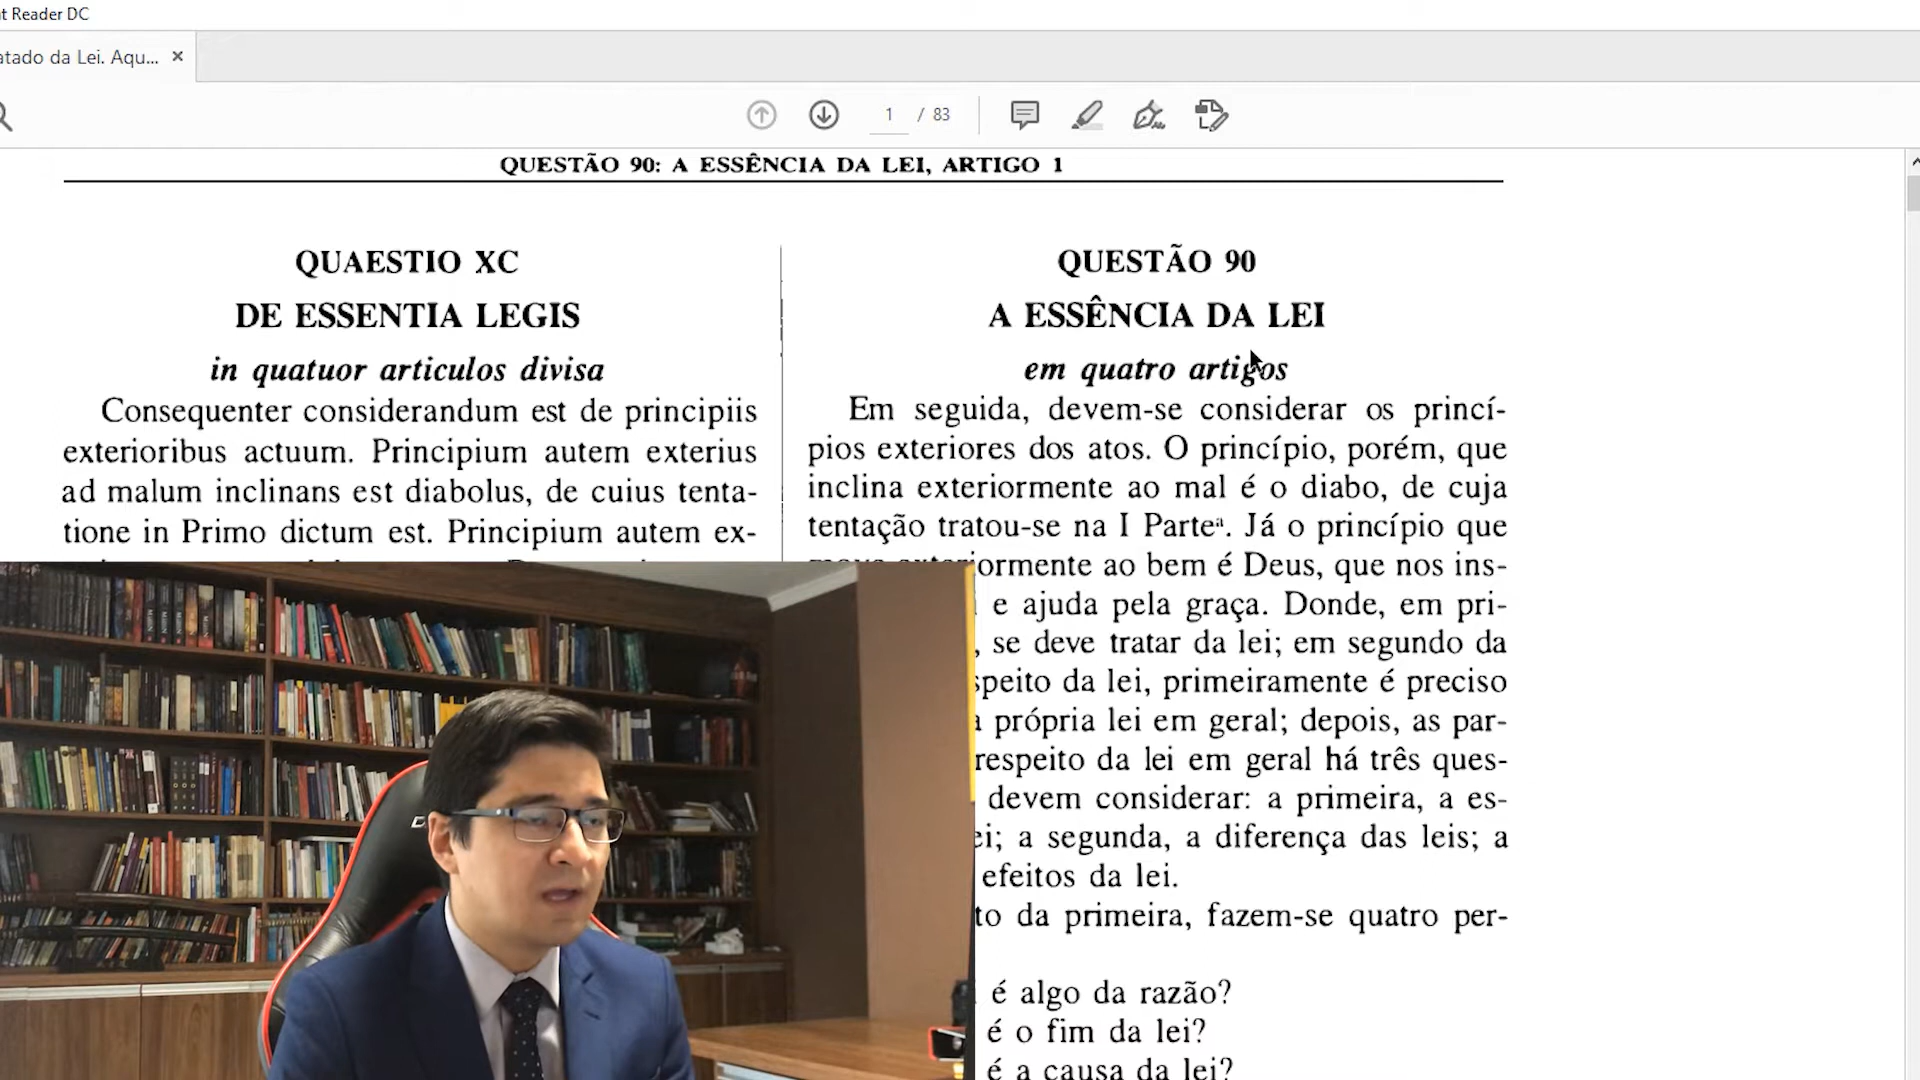 t Reader DC
atado da Lei. Aqu...
1 / 83
QUESTÃO 90: A ESSÊNCIA DA LEI, ARTIGO 1
QUAESTIO XC
DE ESSENTIA LEGIS
in quatuor articulos divisa
Consequenter considerandum est de principiis
exterioribus actuum. Principium autem exterius
ad malum inclinans est diabolus, de cuius tenta-
tione in Primo dictum est. Principium autem ex-
QUESTÃO 90
A ESSÊNCIA DA LEI
em quatro artigos
Em seguida, devem-se considerar os princí-
pios exteriores dos atos. O princípio, porém, que
inclina exteriormente ao mal é o diabo, de cuja
tentação tratou-se na I Parteª. Já o princípio que
ormente ao bem é Deus, que nos ins-
e ajuda pela graça. Donde, em pri-
, se deve tratar da lei; em segundo da
speito da lei, primeiramente é preciso
a própria lei em geral; depois, as par-
respeito da lei em geral há três ques-
devem considerar: a primeira, a es-
ei; a segunda, a diferença das leis; a
efeitos da lei.
to da primeira, fazem-se quatro per-
é algo da razão?
é o fim da lei?
é a causa da lei?